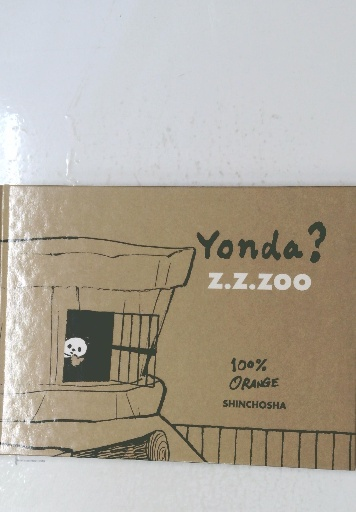 Yonda?
Z.Z.ZOO
100%
ORANGE
SHINCHOSHA